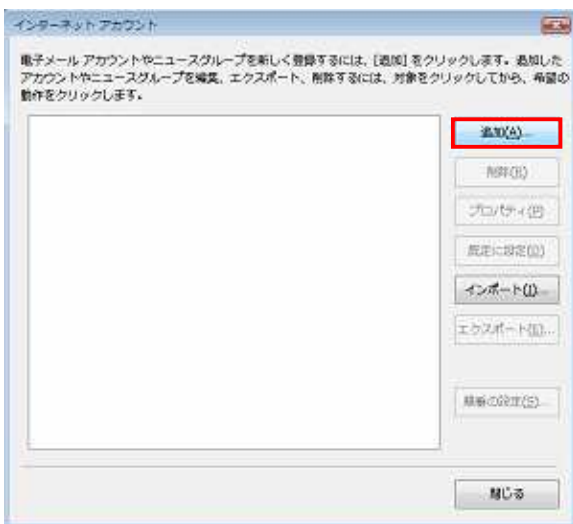 インターネット アカウント
電子メール アカウントやニュースグループを新しく登録するには、[追加] をクリックします。追加した
アカウントやニュースグループを編集、エクスポート、削除するには、対象をクリックしてから、希望の
動作をクリックします。
追加(A)...
削除(R)
プロパティ(P)
既定に設定(D)
インポート(I)...
エクスポート(E)...
順番の設定(S)...
閉じる